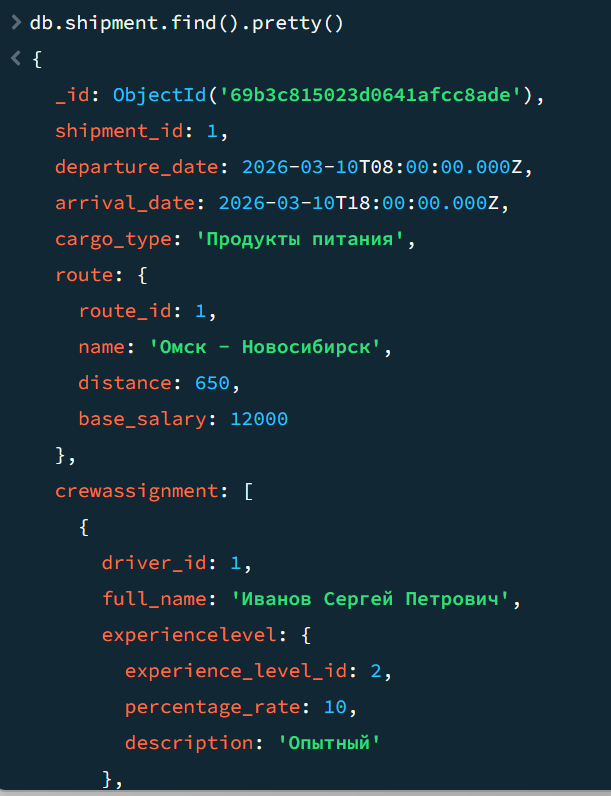 > db.shipment.find().pretty()
< {
_id: ObjectId('69b3c815023d0641afcc8ade'),
shipment_id: 1,
departure_date: 2026-03-10T08:00:00.000Z,
arrival_date: 2026-03-10T18:00:00.000Z,
cargo_type: 'Продукты питания',
route: {
route_id: 1,
name: 'Омск - Новосибирск',
distance: 650,
base_salary: 12000
},
crewassignment: [
{
driver_id: 1,
full_name: 'Иванов Сергей Петрович',
experiencelevel: {
experience_level_id: 2,
percentage_rate: 10,
description: 'Опытный'
},